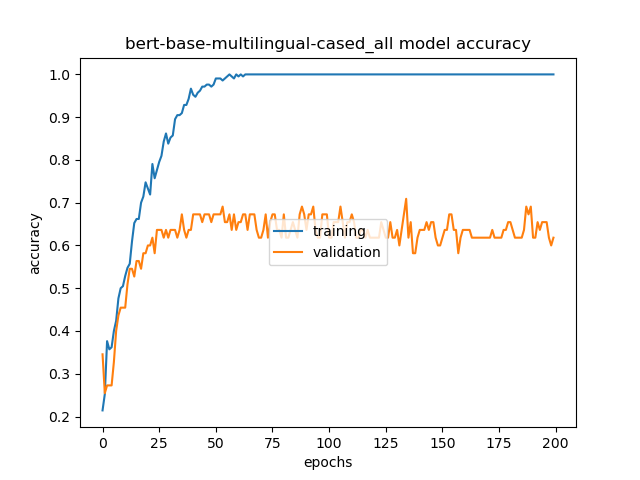 bert-base-multilingual-cased_all model accuracy
1.0
0.9
0.8
0.7
0.6
0.5
0.4
0.3
0.2
accuracy
training
validation
0 25 50 75 100 125 150 175 200
epochs